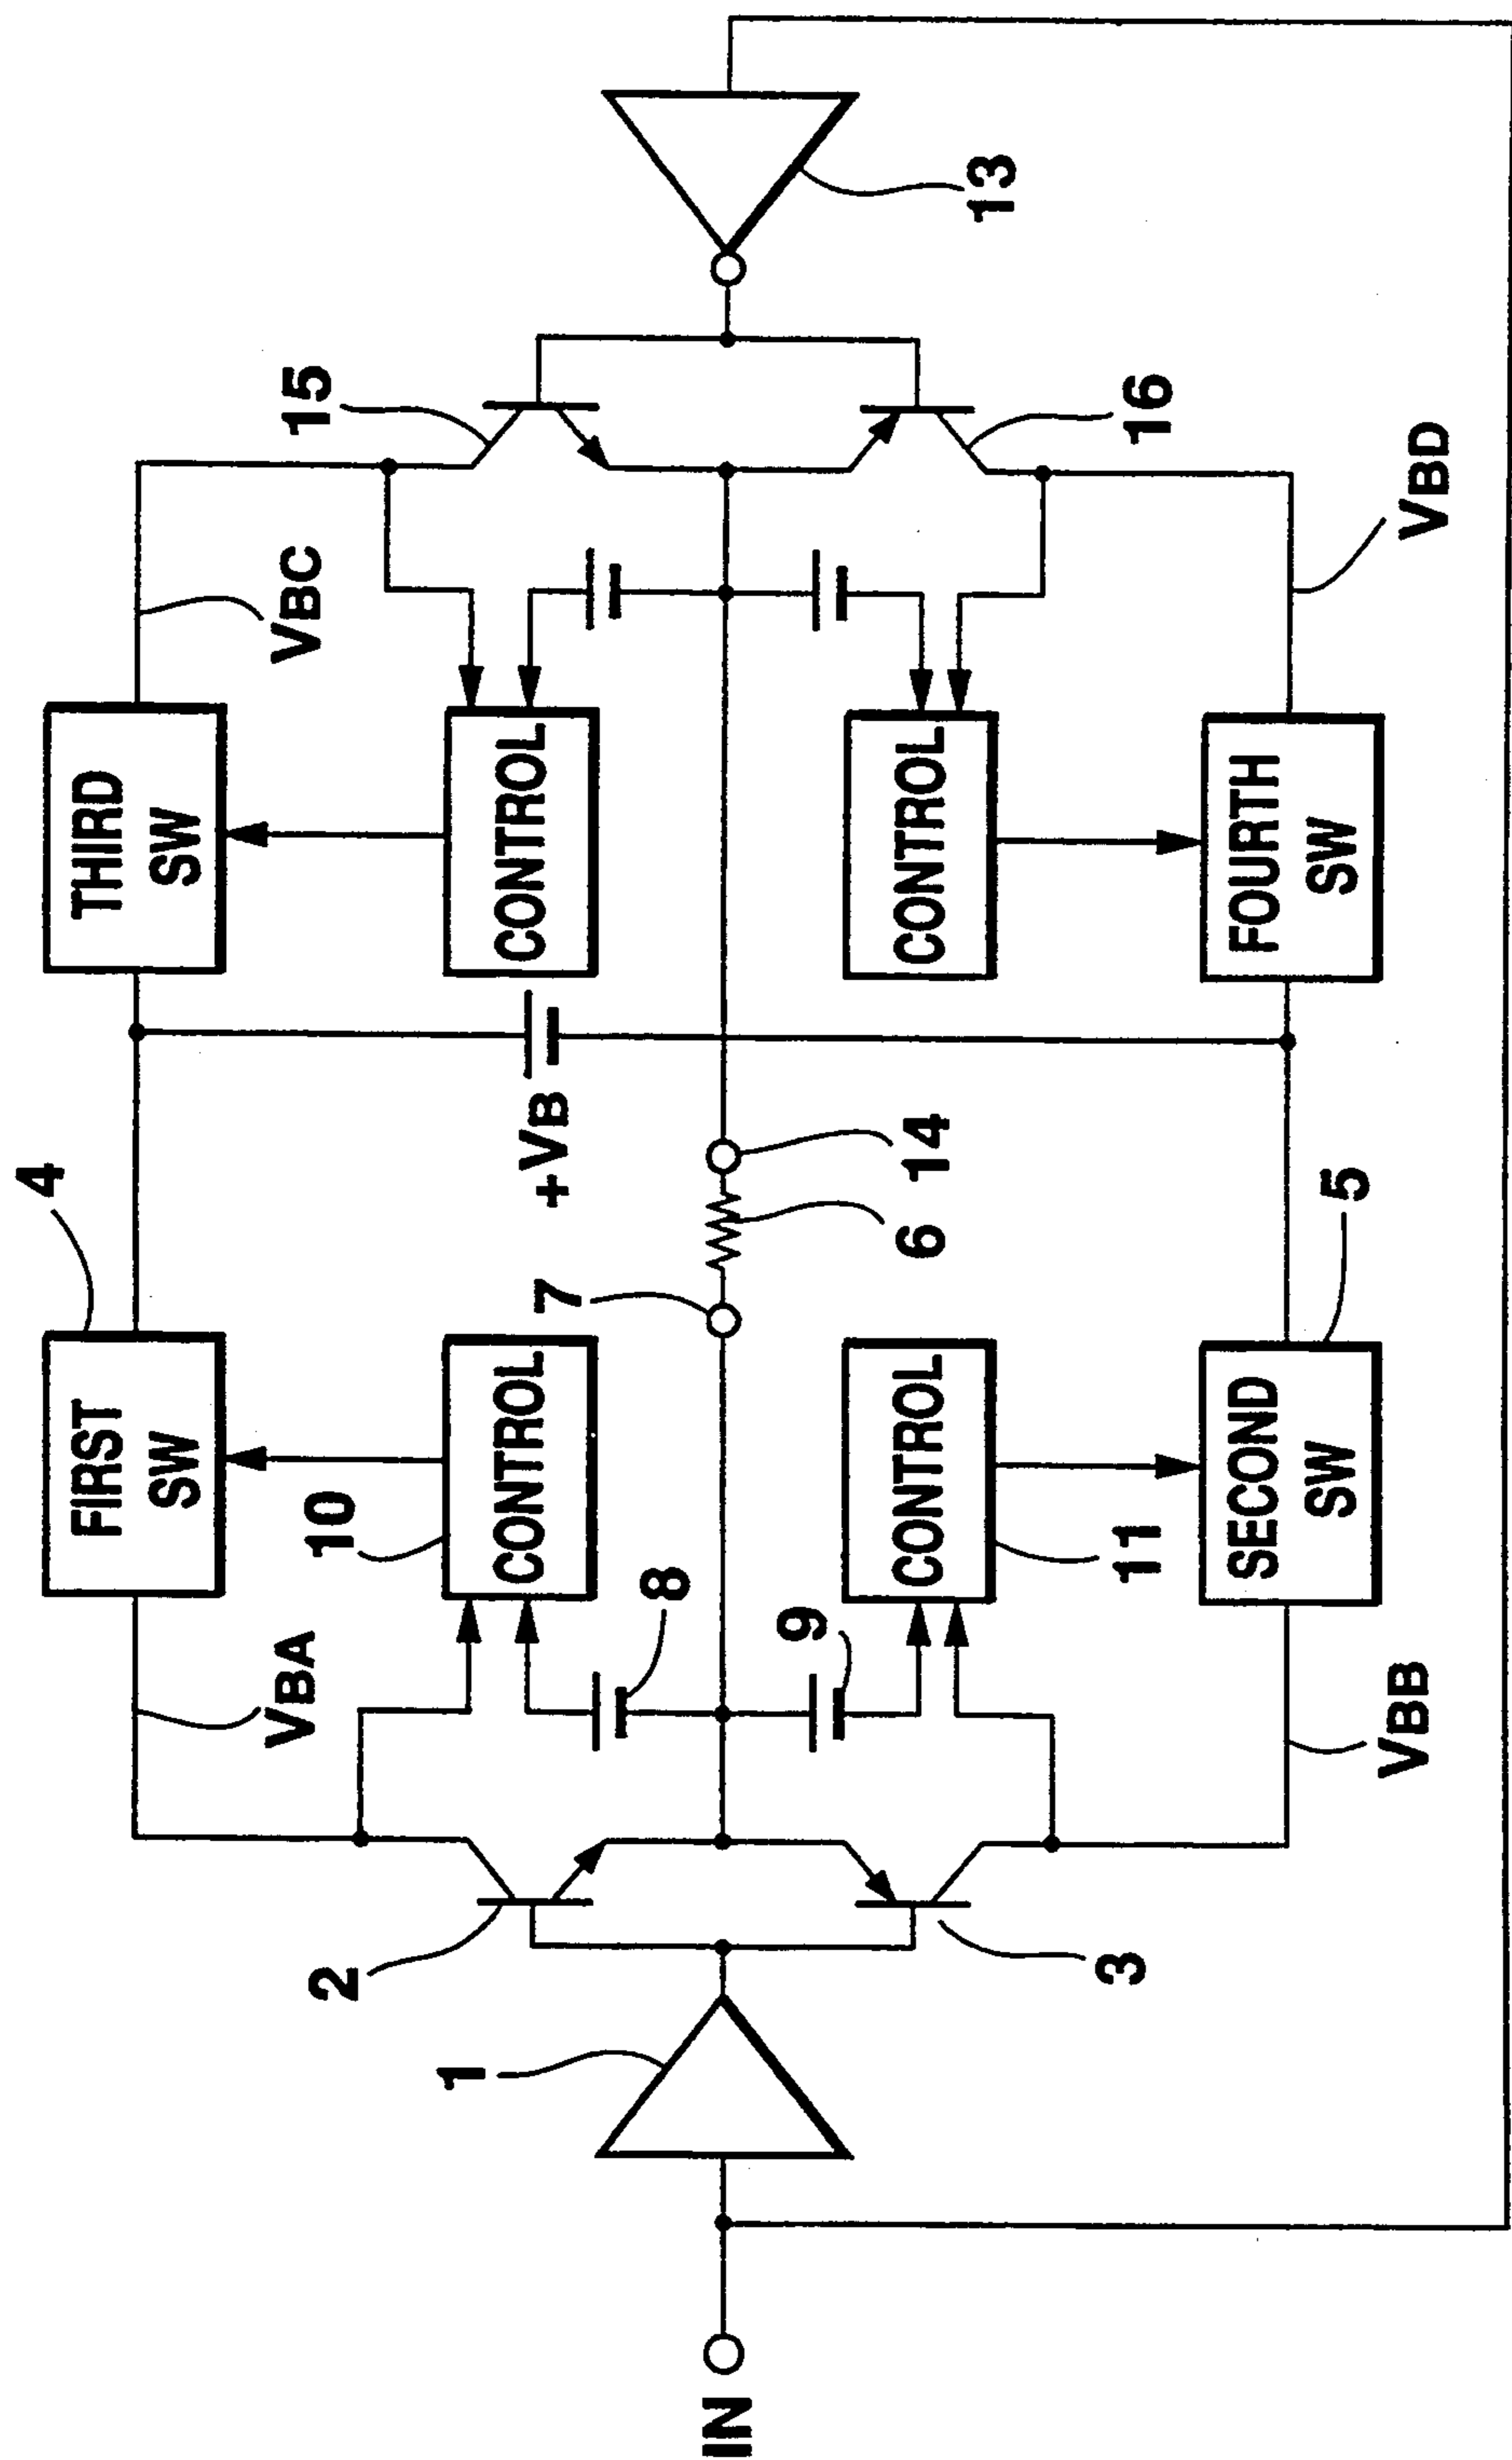 4
FIRST
SW
THIRD
SW
VBA
VBC
10
CONTROL
CONTROL
2
15
8
+VB
1
7
6
14
13
IN
9
CONTROL
CONTROL
3
11
16
SECOND
SW
5
FOURTH
SW
VBB
VBD